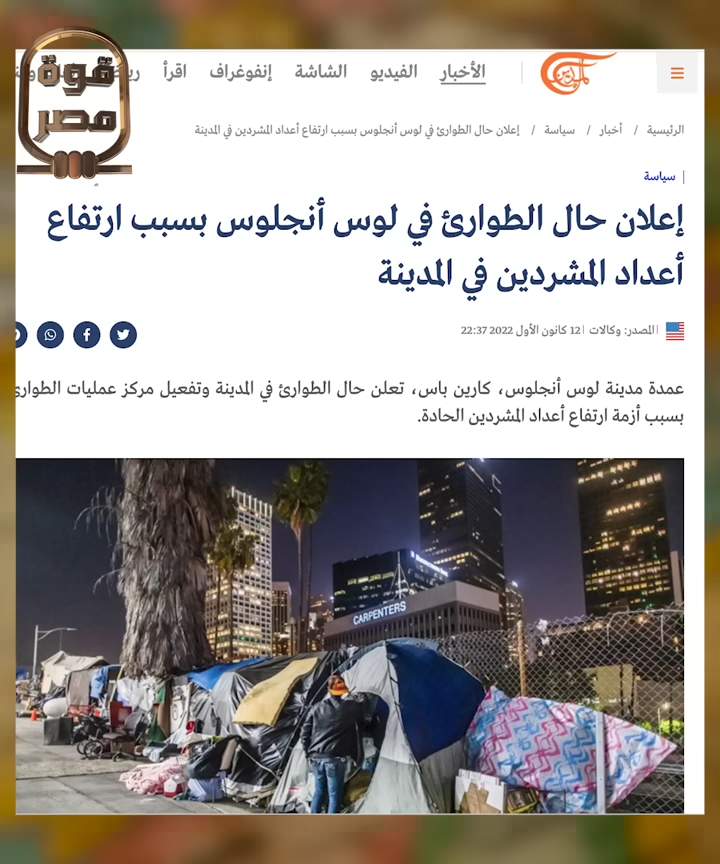 قوة
مصر
الميادين
الأخبار الفيديو الشاشة إنفوغراف اقرأ
الرئيسية / أخبار / سياسة / إعلان حال الطوارئ في لوس أنجلوس بسبب ارتفاع أعداد المشردين في المدينة
سياسة
إعلان حال الطوارئ في لوس أنجلوس بسبب ارتفاع
أعداد المشردين في المدينة
المصدر: وكالات | 12 كانون الأول 2022 22:37
عمدة مدينة لوس أنجلوس، كارين باس، تعلن حال الطوارئ في المدينة وتفعيل مركز عمليات الطوارئ
بسبب أزمة ارتفاع أعداد المشردين الحادة.
CARPENTERS